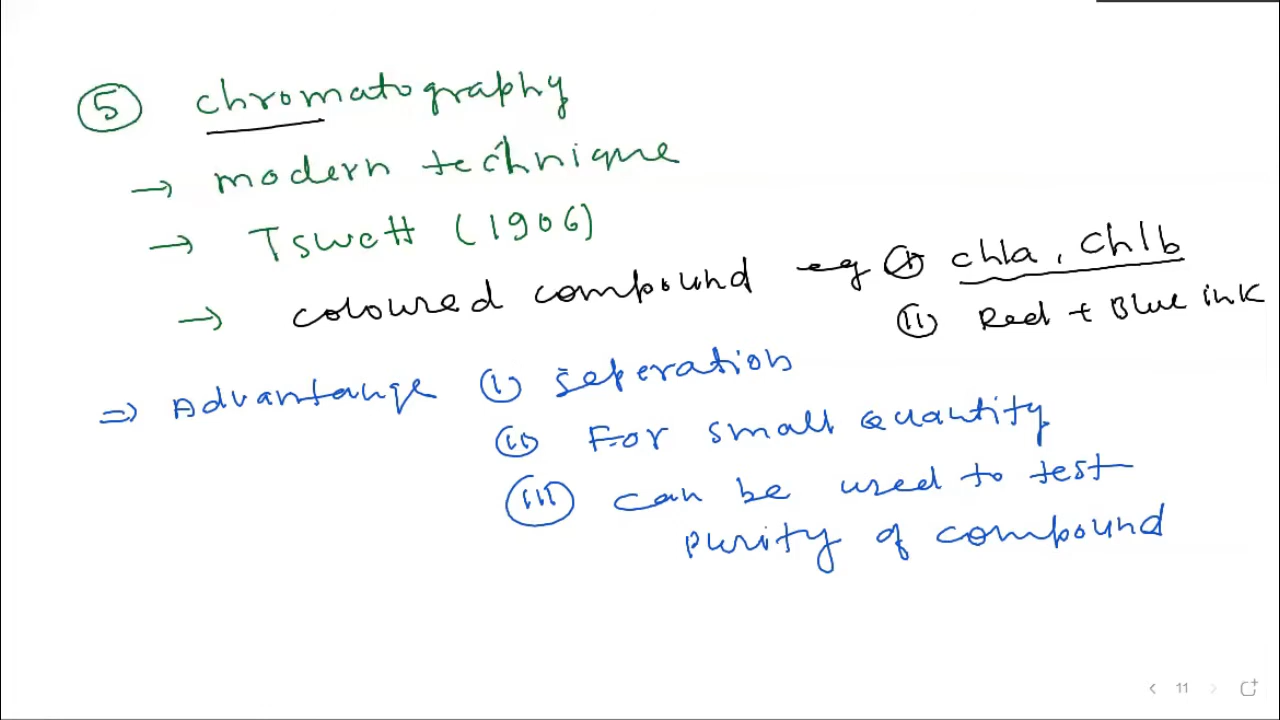 5 chromatography
→ modern technique
→ Tswett (1906)
→ coloured compound eg (i) chla, chlb
(ii) Red + Blue ink
⇒ Advantange (i) seperation
(ii) For small quantity
(iii) can be used to test
purity of compound
< 11 >